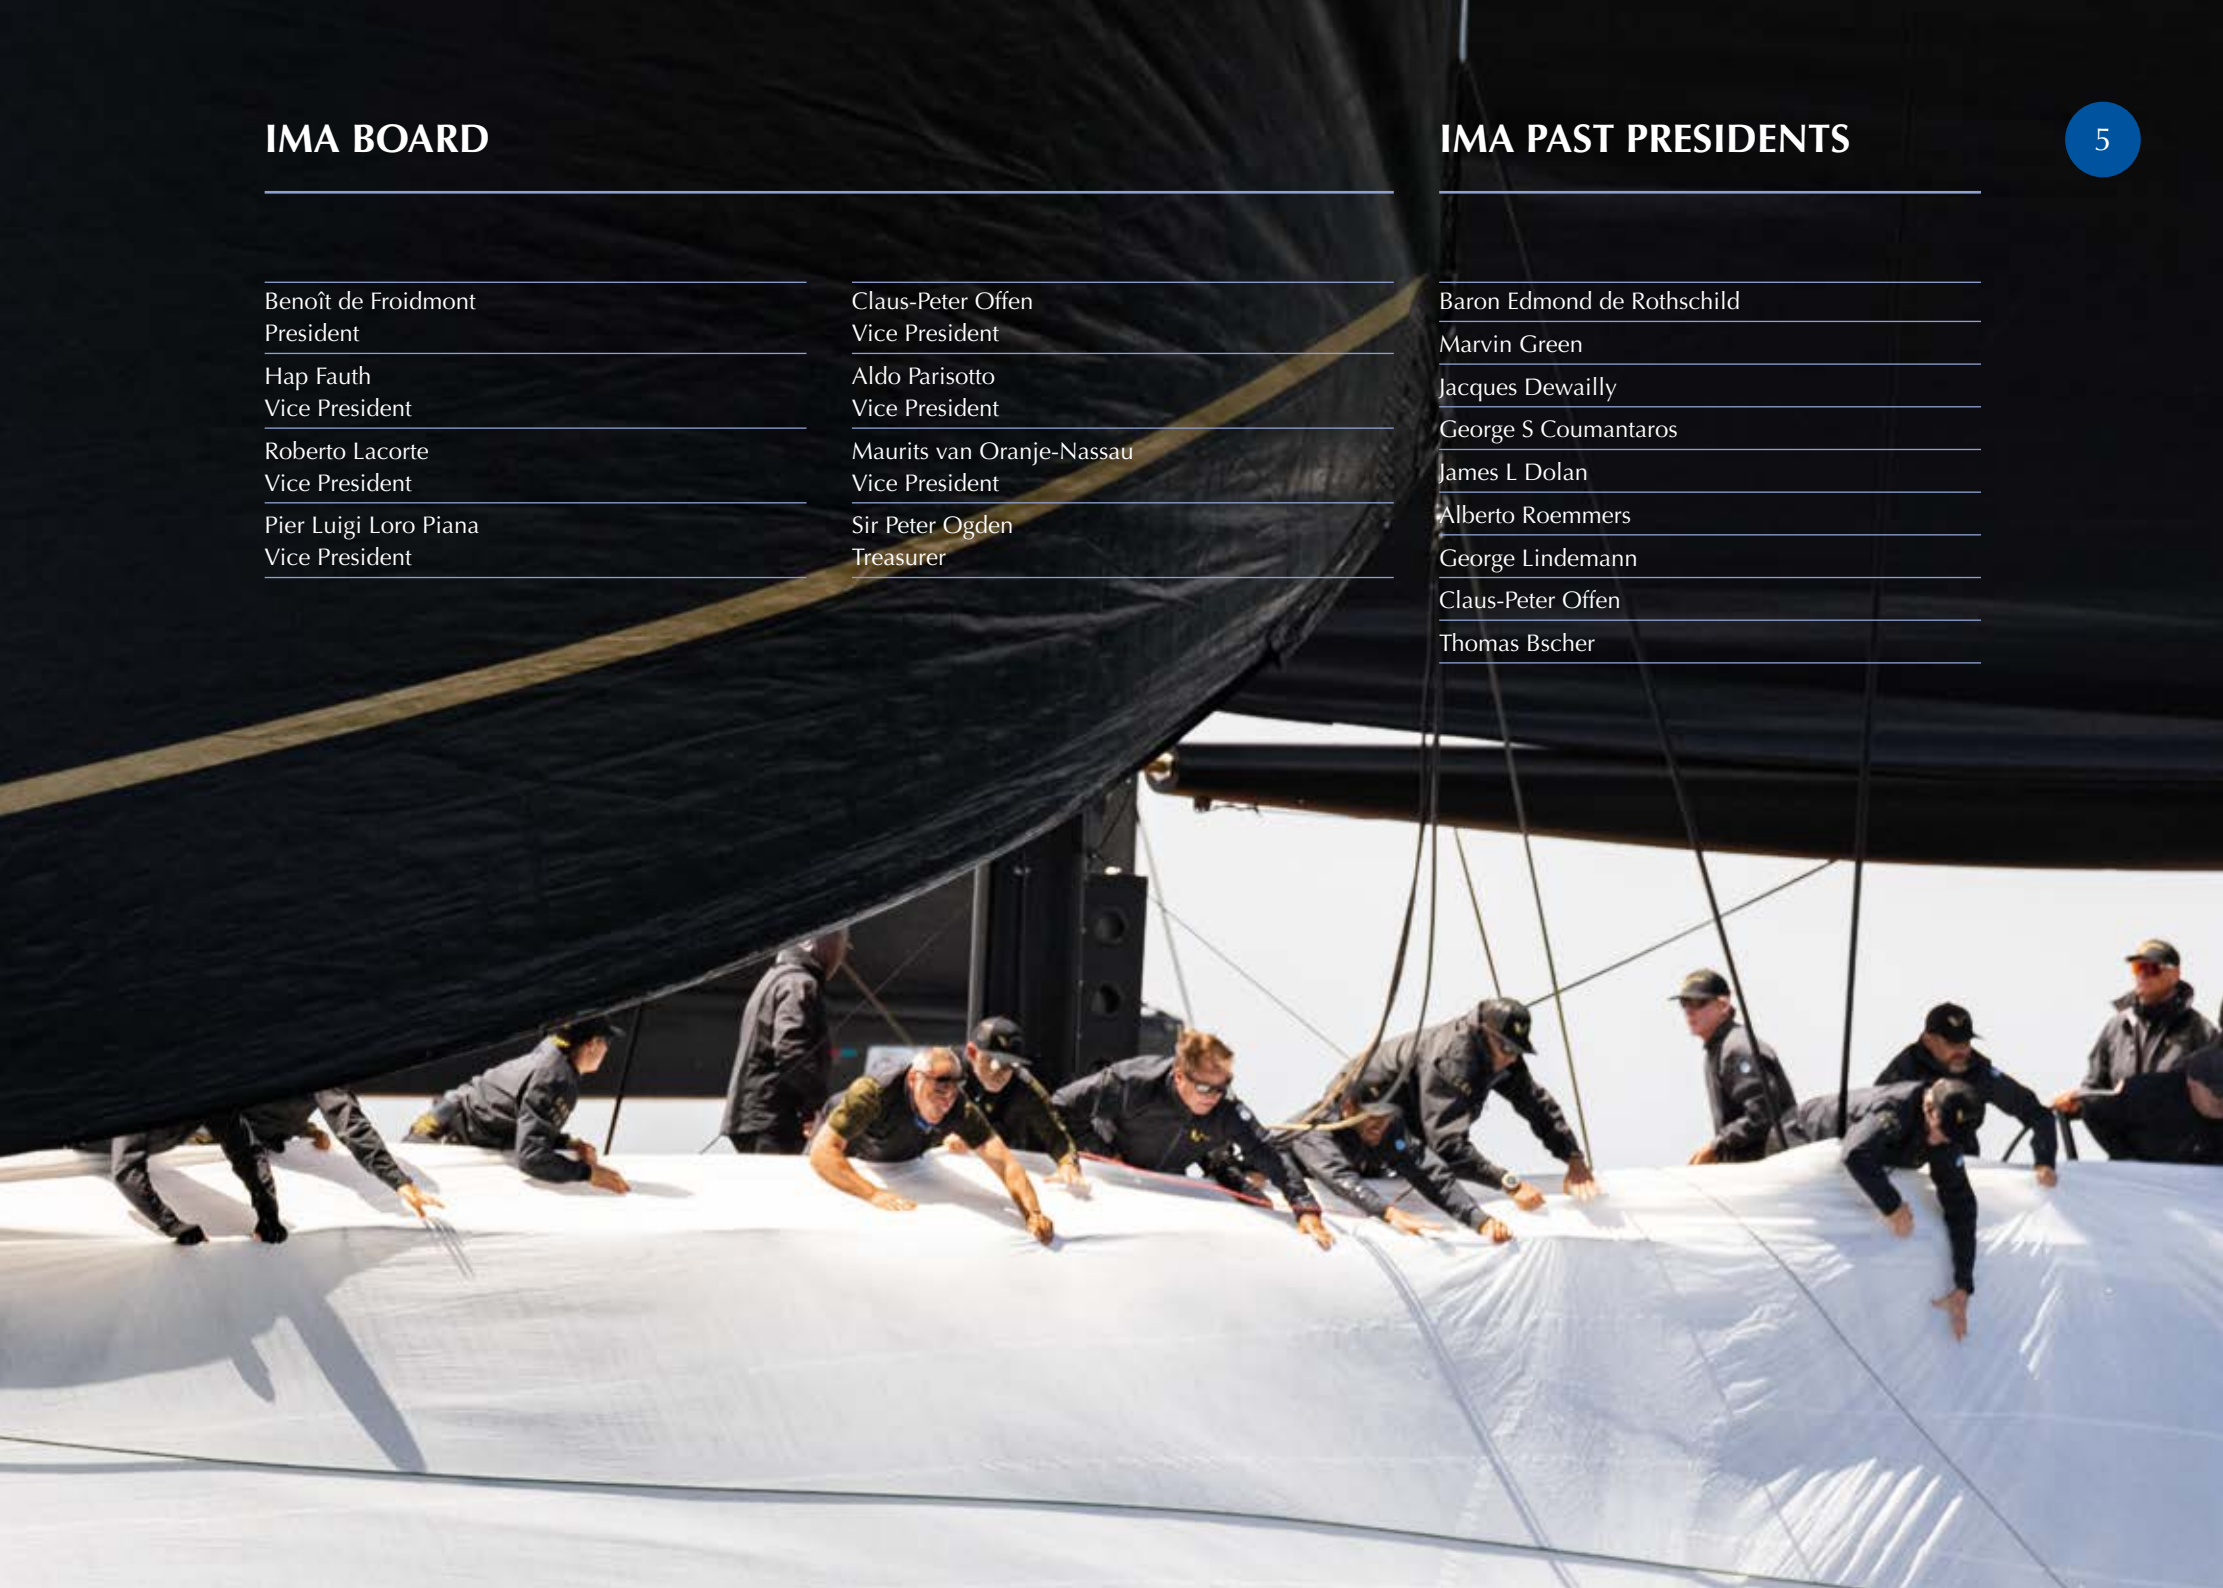 IMA BOARD
Benoît de Froidmont
President
Hap Fauth
Vice President
Roberto Lacorte
Vice President
Pier Luigi Loro Piana
Vice President
Claus-Peter Offen
Vice President
Aldo Parisotto
Vice President
Maurits van Oranje-Nassau
Vice President
Sir Peter Ogden
Treasurer
IMA PAST PRESIDENTS
Baron Edmond de Rothschild
Marvin Green
Jacques Dewailly
George S Coumantaros
James L Dolan
Alberto Roemmers
George Lindemann
Claus-Peter Offen
Thomas Bscher
5